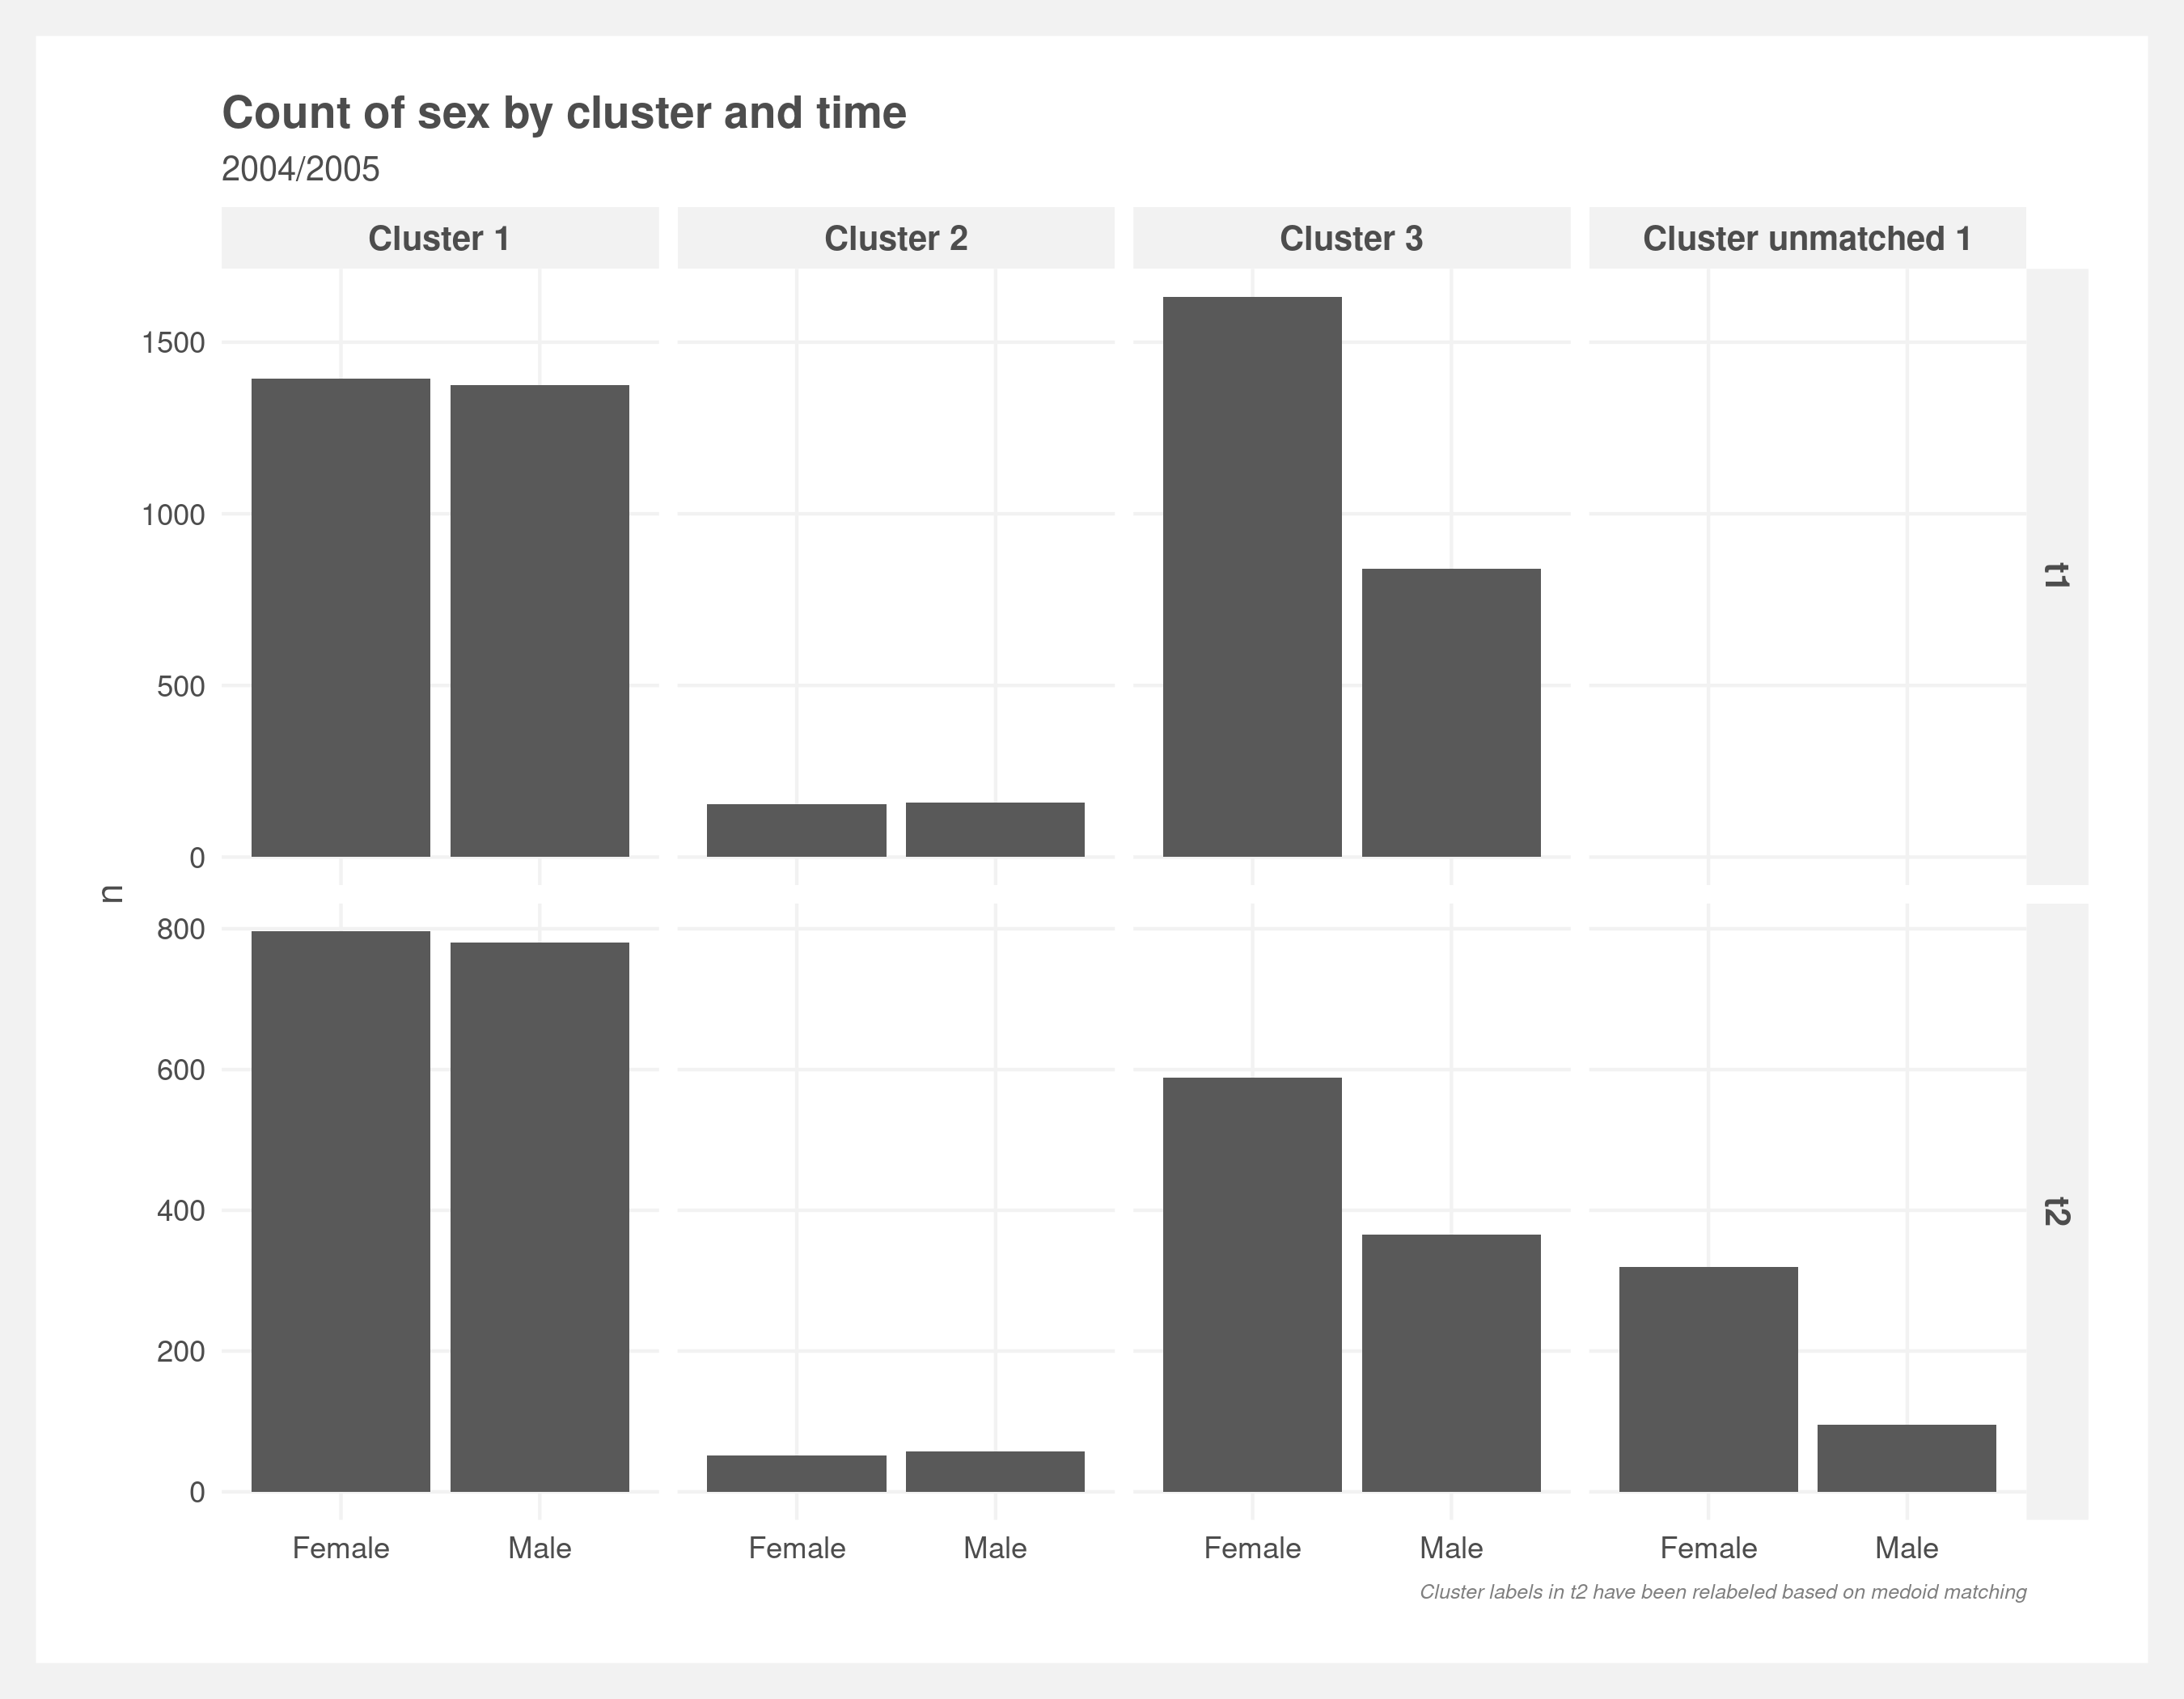 Count of sex by cluster and time
2004/2005
Cluster 1 Cluster 2 Cluster 3 Cluster unmatched 1
1500
1000
500
0
t1
n
800
600
400
200
0
t2
Female Male Female Male Female Male Female Male
Cluster labels in t2 have been relabeled based on medoid matching